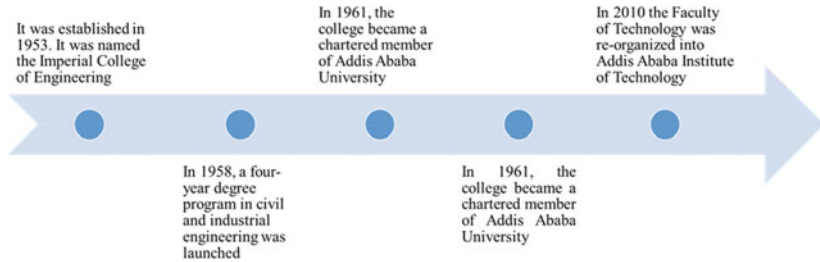 It was established in
1953. It was named
the Imperial College
of Engineering
In 1958, a four-
year degree
program in civil
and industrial
engineering was
launched
In 1961, the
college became a
chartered member
of Addis Ababa
University
In 1961, the
college became a
chartered member
of Addis Ababa
University
In 2010 the Faculty
of Technology was
re-organized into
Addis Ababa Institute
of Technology